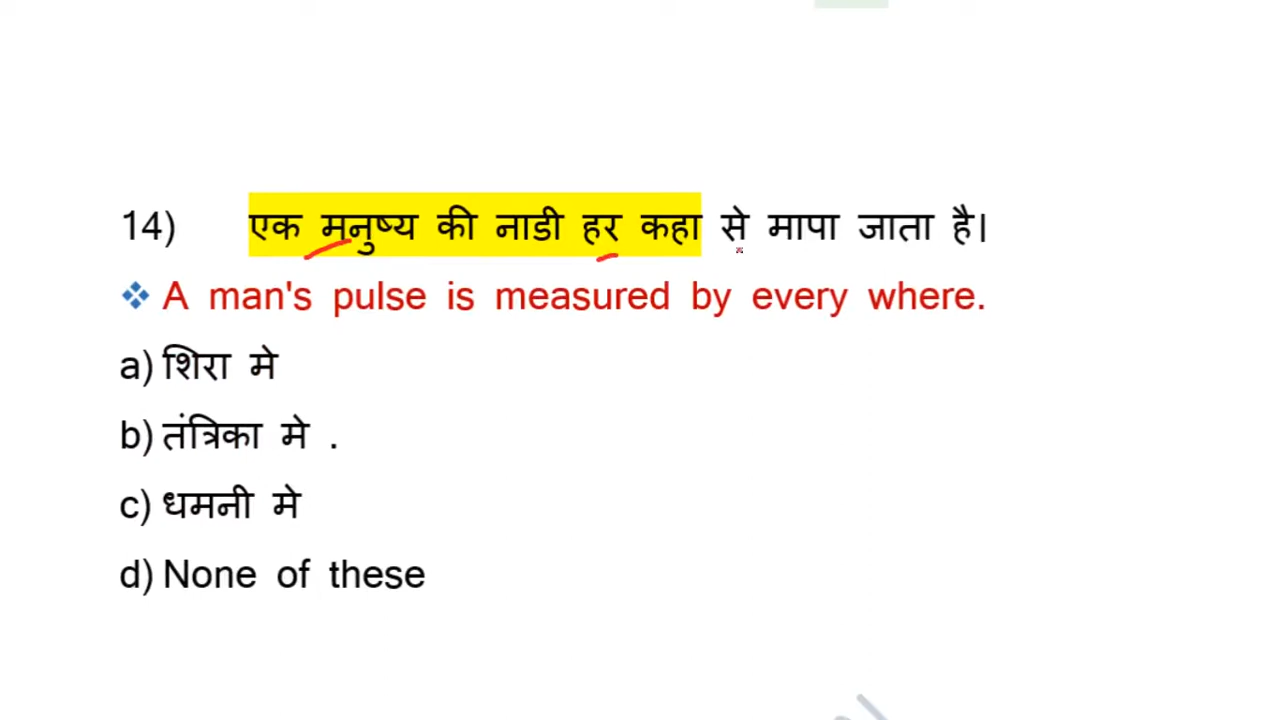 14) एक मनुष्य की नाडी हर कहा से मापा जाता है।
❖ A man's pulse is measured by every where.
a) शिरा मे
b) तंत्रिका मे .
c) धमनी मे
d) None of these